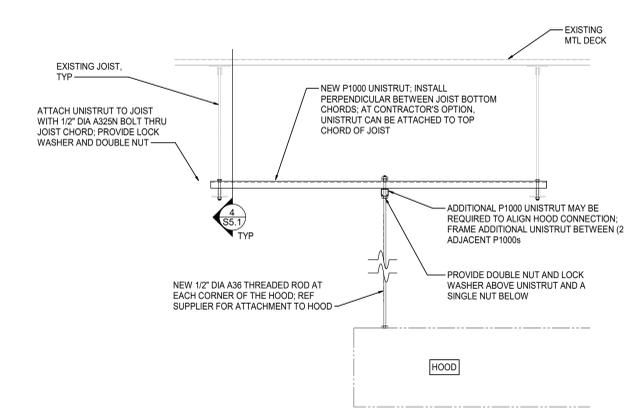 EXISTING
MTL DECK
EXISTING JOIST,
TYP
NEW P1000 UNISTRUT; INSTALL
PERPENDICULAR BETWEEN JOIST BOTTOM
CHORDS; AT CONTRACTOR'S OPTION,
UNISTRUT CAN BE ATTACHED TO TOP
CHORD OF JOIST
ATTACH UNISTRUT TO JOIST
WITH 1/2" DIA A325N BOLT THRU
JOIST CHORD; PROVIDE LOCK
WASHER AND DOUBLE NUT
4
S5.1
TYP
ADDITIONAL P1000 UNISTRUT MAY BE
REQUIRED TO ALIGN HOOD CONNECTION;
FRAME ADDITIONAL UNISTRUT BETWEEN (2
ADJACENT P1000s
PROVIDE DOUBLE NUT AND LOCK
WASHER ABOVE UNISTRUT AND A
SINGLE NUT BELOW
NEW 1/2" DIA A36 THREADED ROD AT
EACH CORNER OF THE HOOD; REF
SUPPLIER FOR ATTACHMENT TO HOOD
HOOD